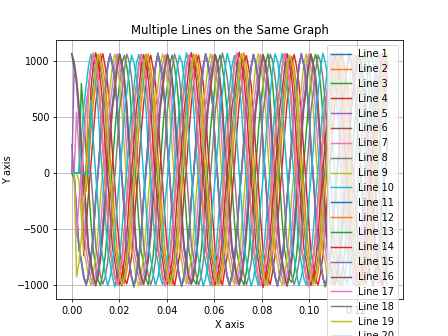 Multiple Lines on the Same Graph
Y axis
1000
500
0
−500
−1000
0.00
0.02
0.04
0.06
0.08
0.10
X axis
Line 1
Line 2
Line 3
Line 4
Line 5
Line 6
Line 7
Line 8
Line 9
Line 10
Line 11
Line 12
Line 13
Line 14
Line 15
Line 16
Line 17
Line 18
Line 19
Line 20